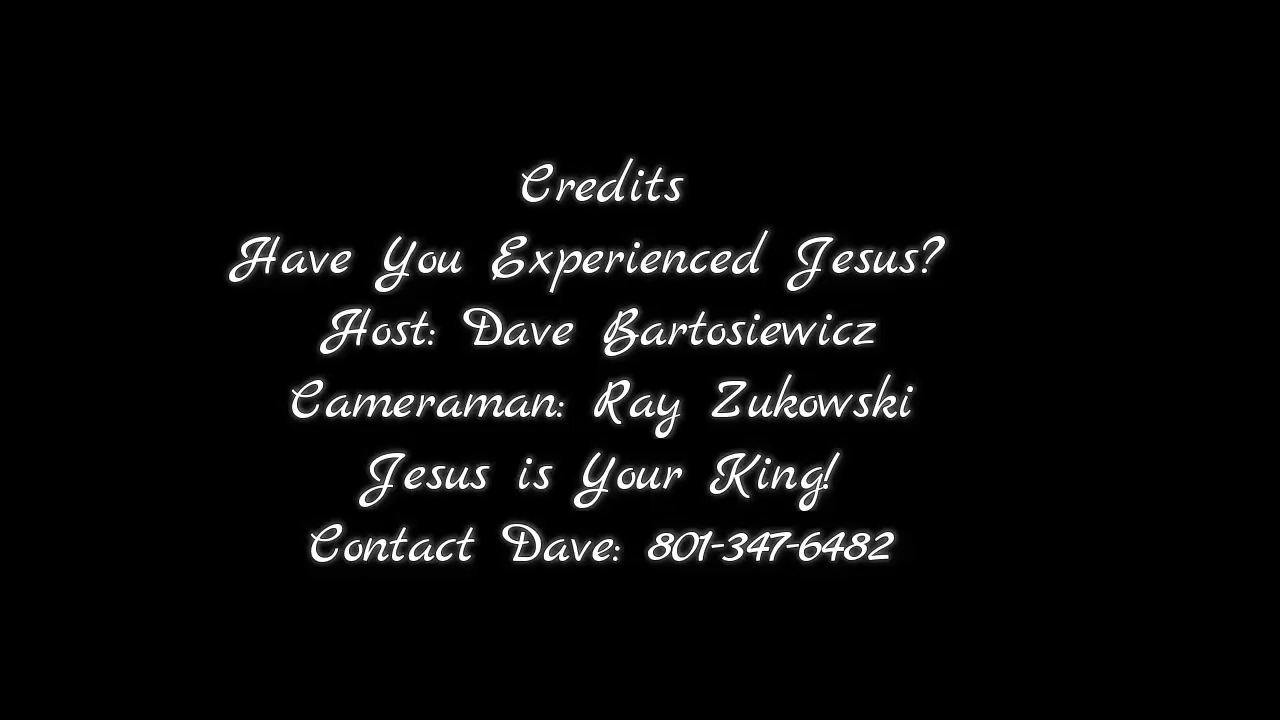 Credits
Have You Experienced Jesus?
Host: Dave Bartosiewicz
Cameraman: Ray Zukowski
Jesus is Your King!
Contact Dave: 801-347-6482